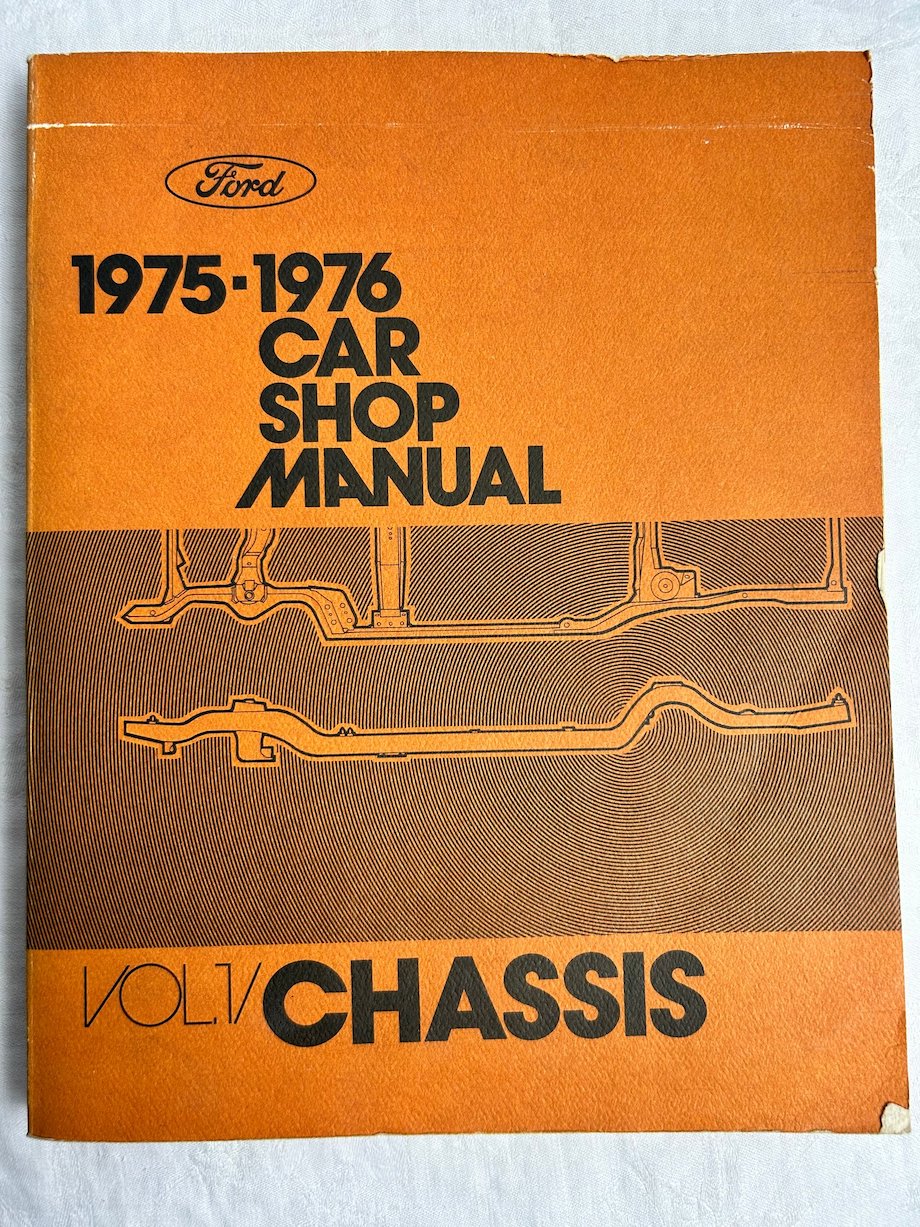 Ford
1975-1976
CAR
SHOP
MANUAL
VOL.1/CHASSIS